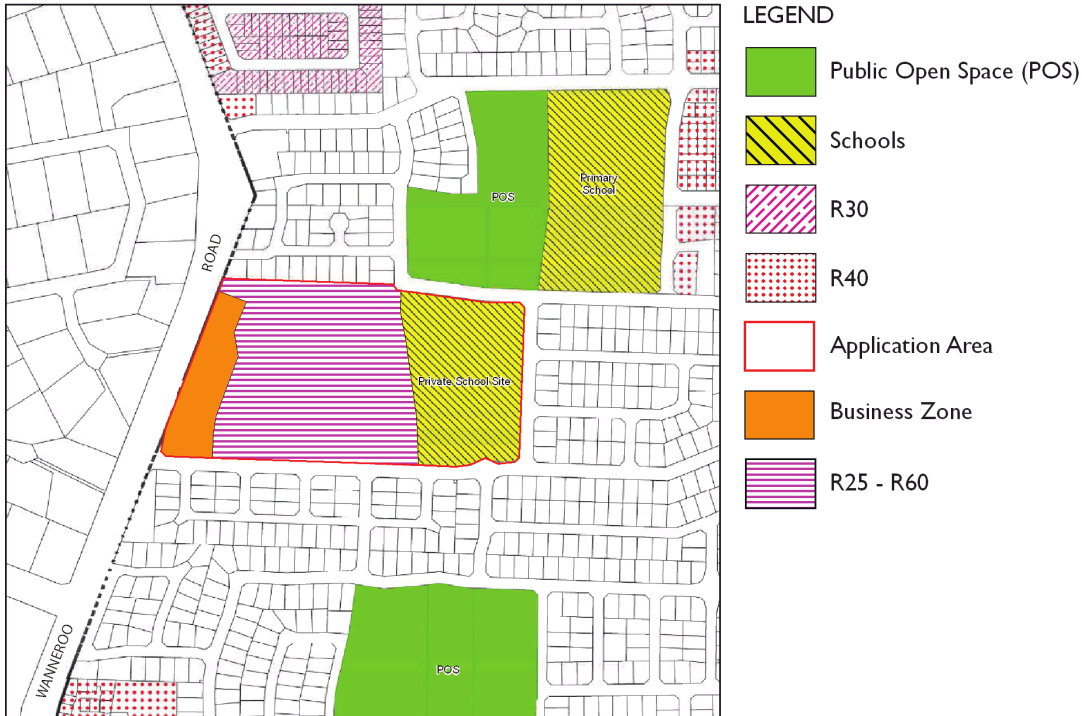 LEGEND
Public Open Space (POS)
Schools
R30
R40
Application Area
Business Zone
R25 - R60
POS
Primary
School
ROAD
Private School Site
WANNEROO
POS